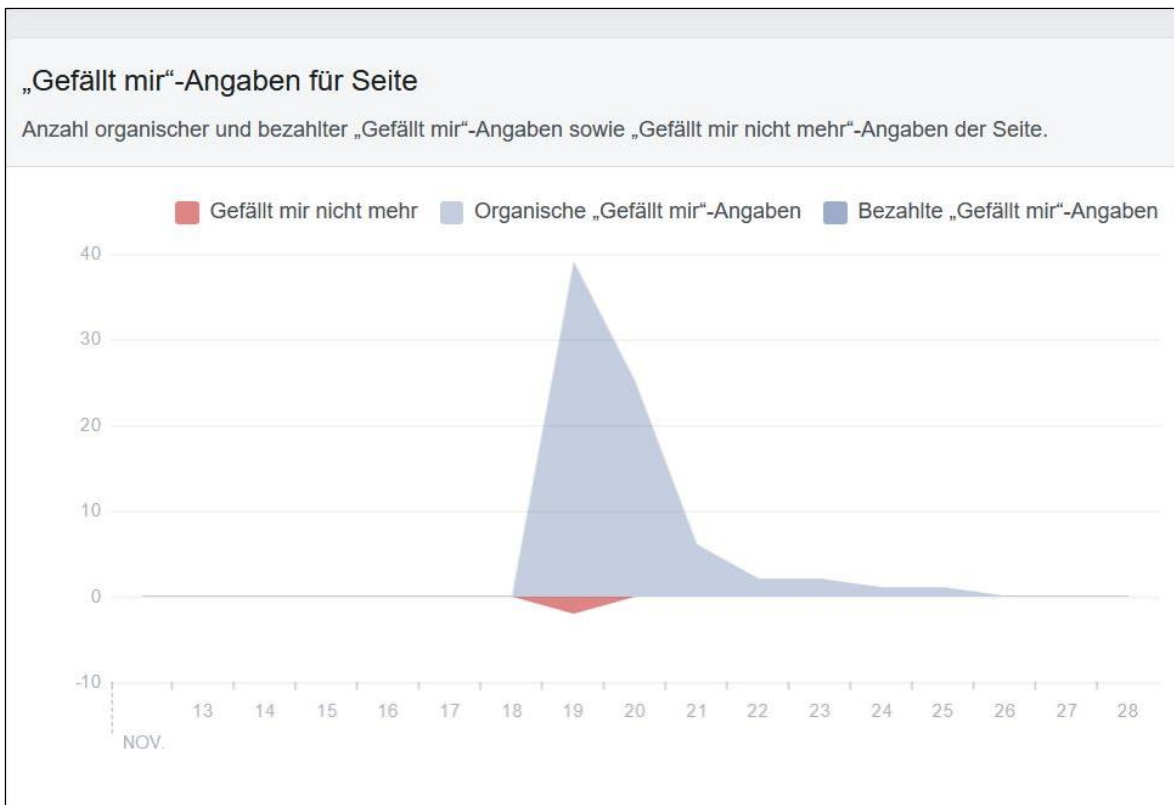 „Gefällt mir“-Angaben für Seite
Anzahl organischer und bezahlter „Gefällt mir“-Angaben sowie „Gefällt mir nicht mehr“-Angaben der Seite.
Gefällt mir nicht mehr Organische „Gefällt mir“-Angaben Bezahlte „Gefällt mir“-Angaben
40
30
20
10
0
-10
13 14 15 16 17 18 19 20 21 22 23 24 25 26 27 28
NOV.